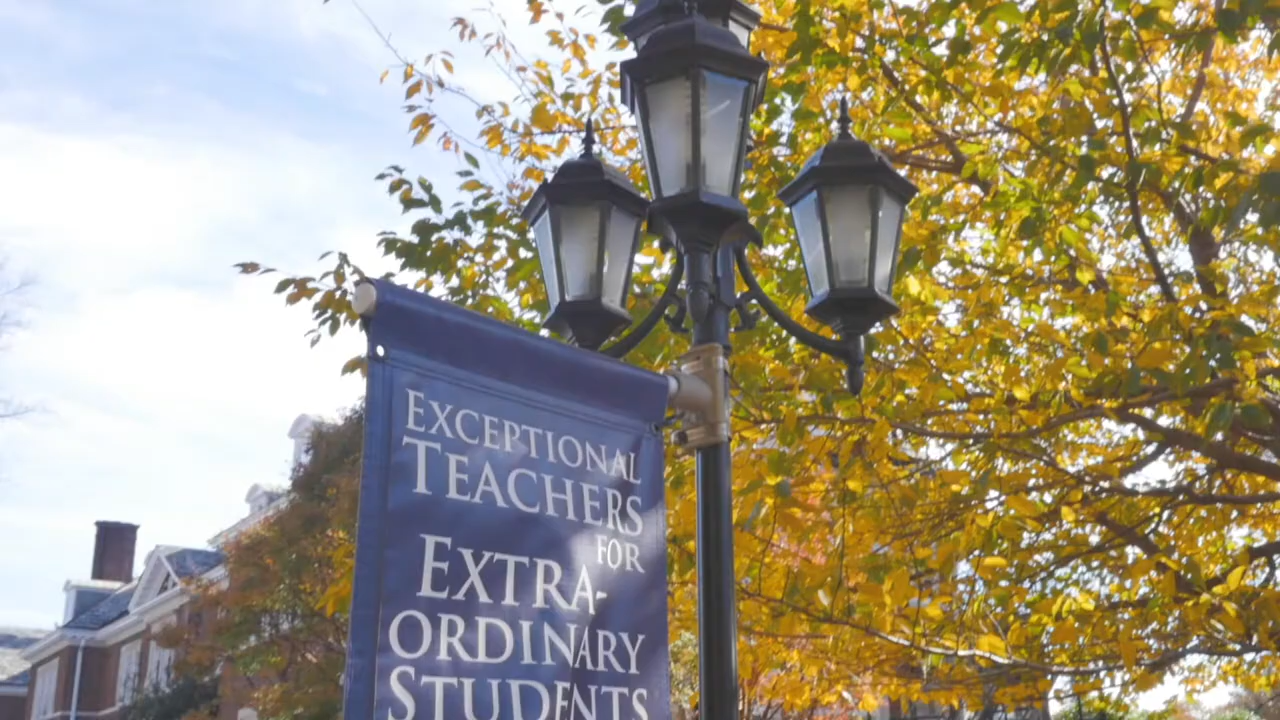 EXCEPTIONAL
TEACHERS
FOR
EXTRA-
ORDINARY
STUDENTS